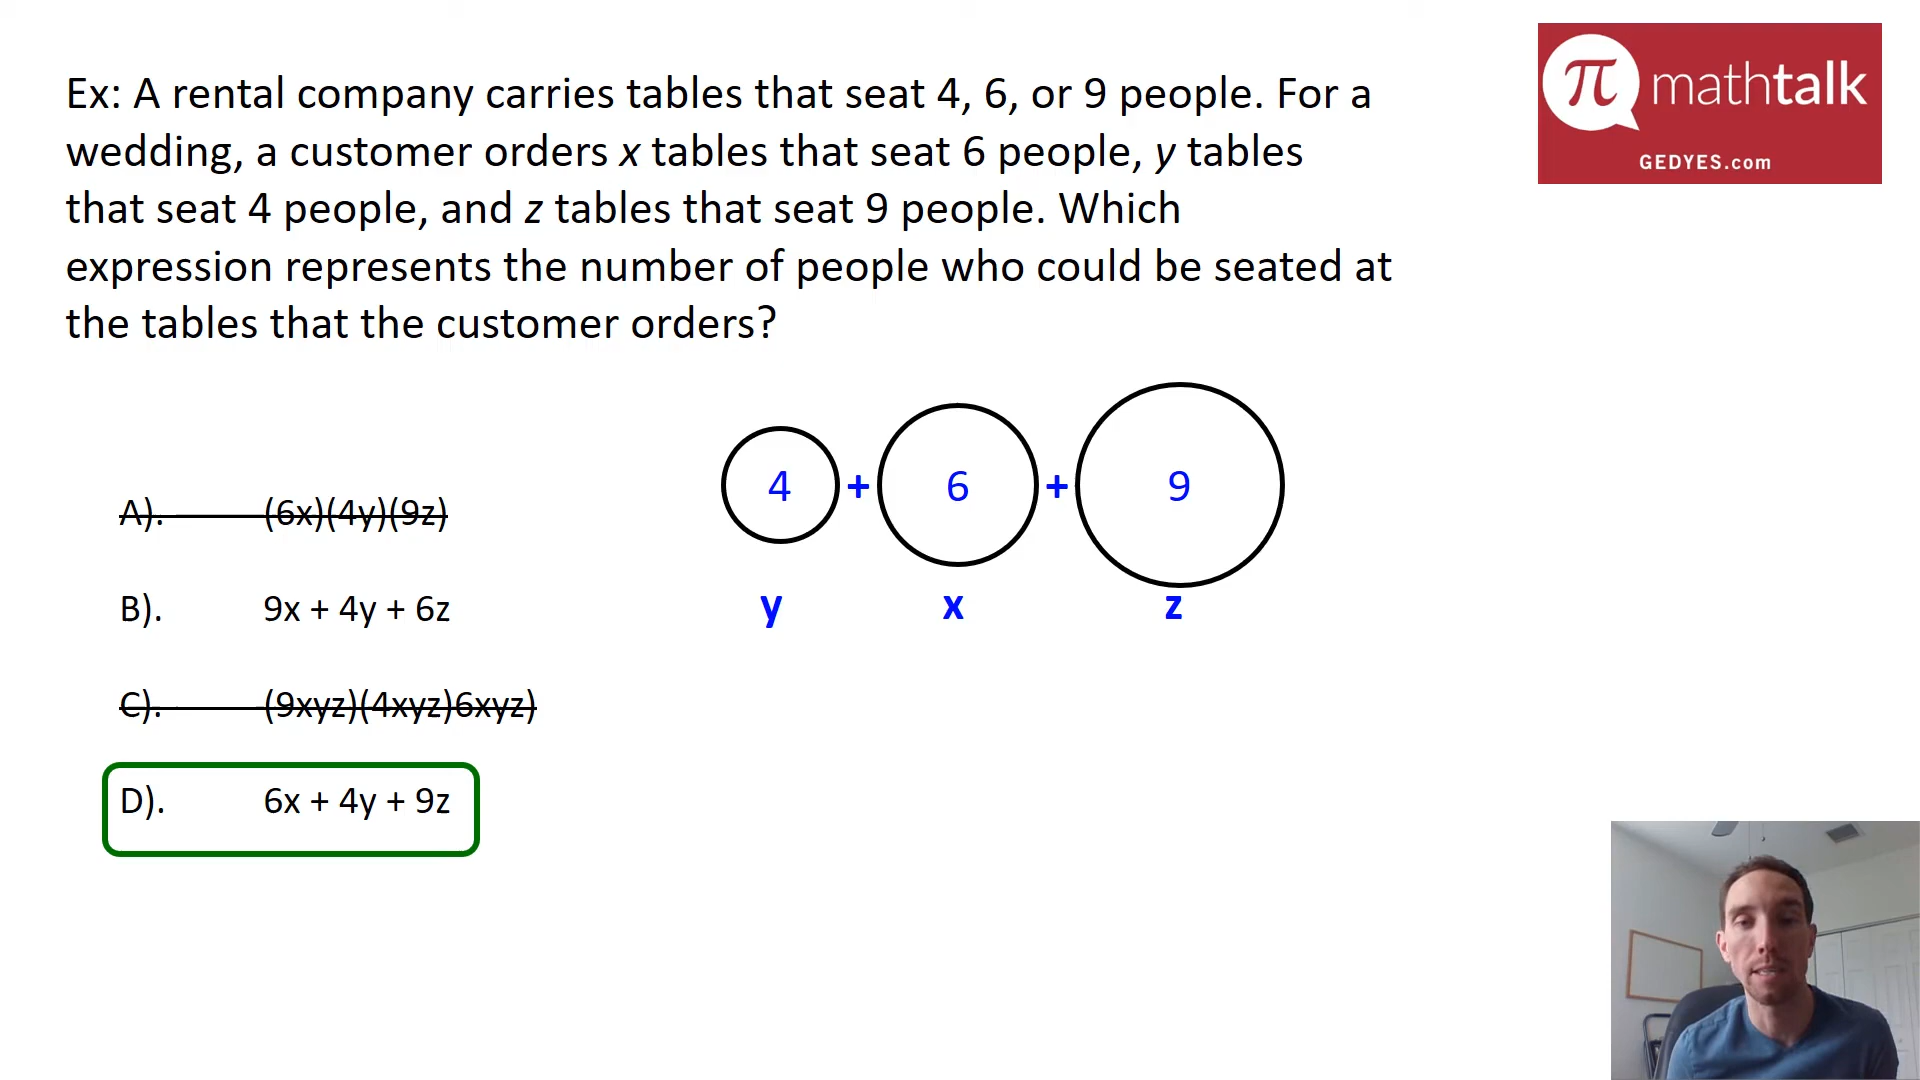 Ex: A rental company carries tables that seat 4, 6, or 9 people. For a
wedding, a customer orders x tables that seat 6 people, y tables
that seat 4 people, and z tables that seat 9 people. Which
expression represents the number of people who could be seated at
the tables that the customer orders?
π mathtalk
GEDYES.com
4 + 6 + 9
y x z
A). (6x)(4y)(9z)
B). 9x + 4y + 6z
C). (9xyz)(4xyz)6xyz)
D). 6x + 4y + 9z